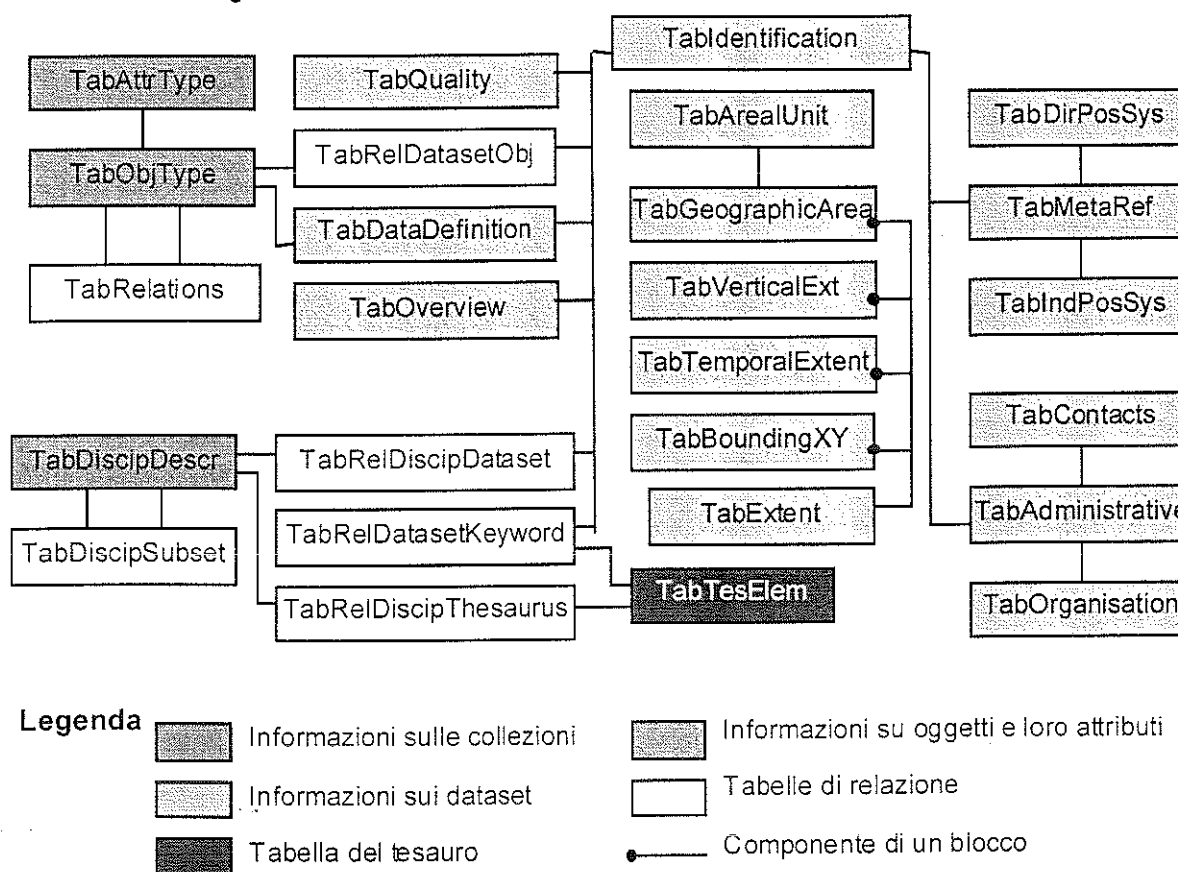 TabIdentification
TabAttrType
TabQuality
TabArealUnit
TabDirPosSys
TabObjType
TabRelDatasetObj
TabGeographicArea
TabMetaRef
TabDataDefinition
TabRelations
TabOverview
TabVerticalExt
TabIndPosSys
TabTemporalExtent
TabContacts
TabDiscipDescr
TabRelDiscipDataset
TabBoundingXY
TabDiscipSubset
TabRelDatasetKeyword
TabExtent
TabAdministrative
TabRelDiscipThesaurus
TabTesElem
TabOrganisation
Legenda
Informazioni sulle collezioni
Informazioni su oggetti e loro attributi
Informazioni sui dataset
Tabelle di relazione
Tabella del tesauro
Componente di un blocco